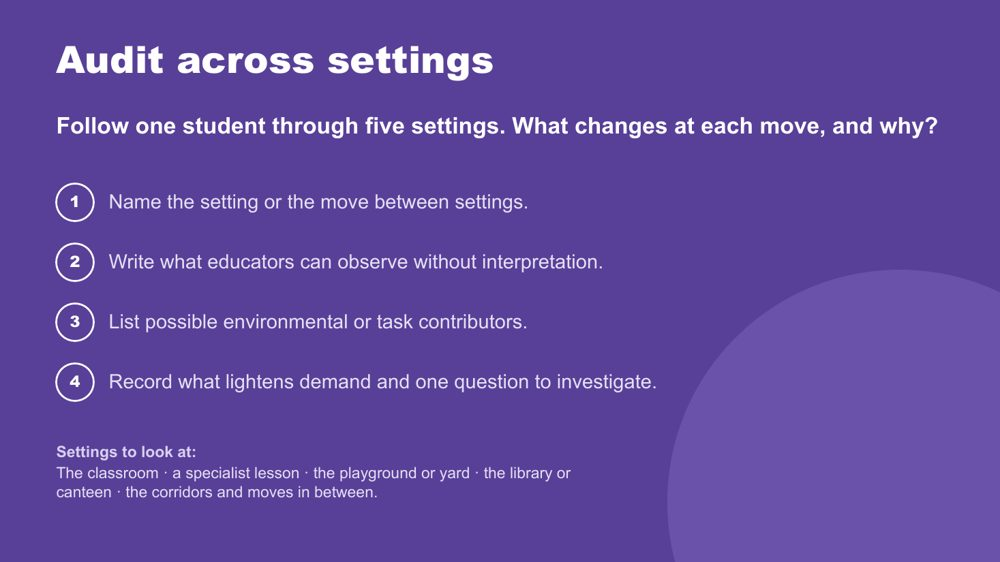 Audit across settings
Follow one student through five settings. What changes at each move, and why?
1 Name the setting or the move between settings.
2 Write what educators can observe without interpretation.
3 List possible environmental or task contributors.
4 Record what lightens demand and one question to investigate.
Settings to look at:
The classroom · a specialist lesson · the playground or yard · the library or
canteen · the corridors and moves in between.